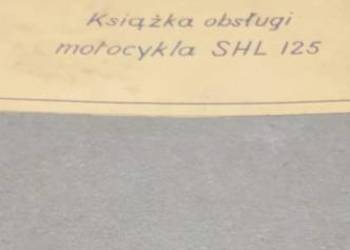 Książka obsługi
motocykla SHL 125